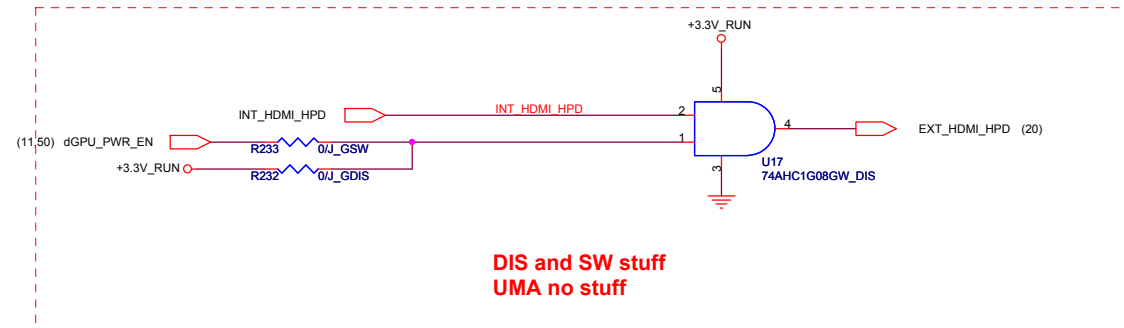 +3.3V_RUN
5
INT_HDMI_HPD
INT_HDMI_HPD
2
(11,50) dGPU_PWR_EN
R233
0/J_GSW
1
4
EXT_HDMI_HPD (20)
+3.3V_RUN
R232
0/J_GDIS
3
U17
74AHC1G08GW_DIS
DIS and SW stuff
UMA no stuff